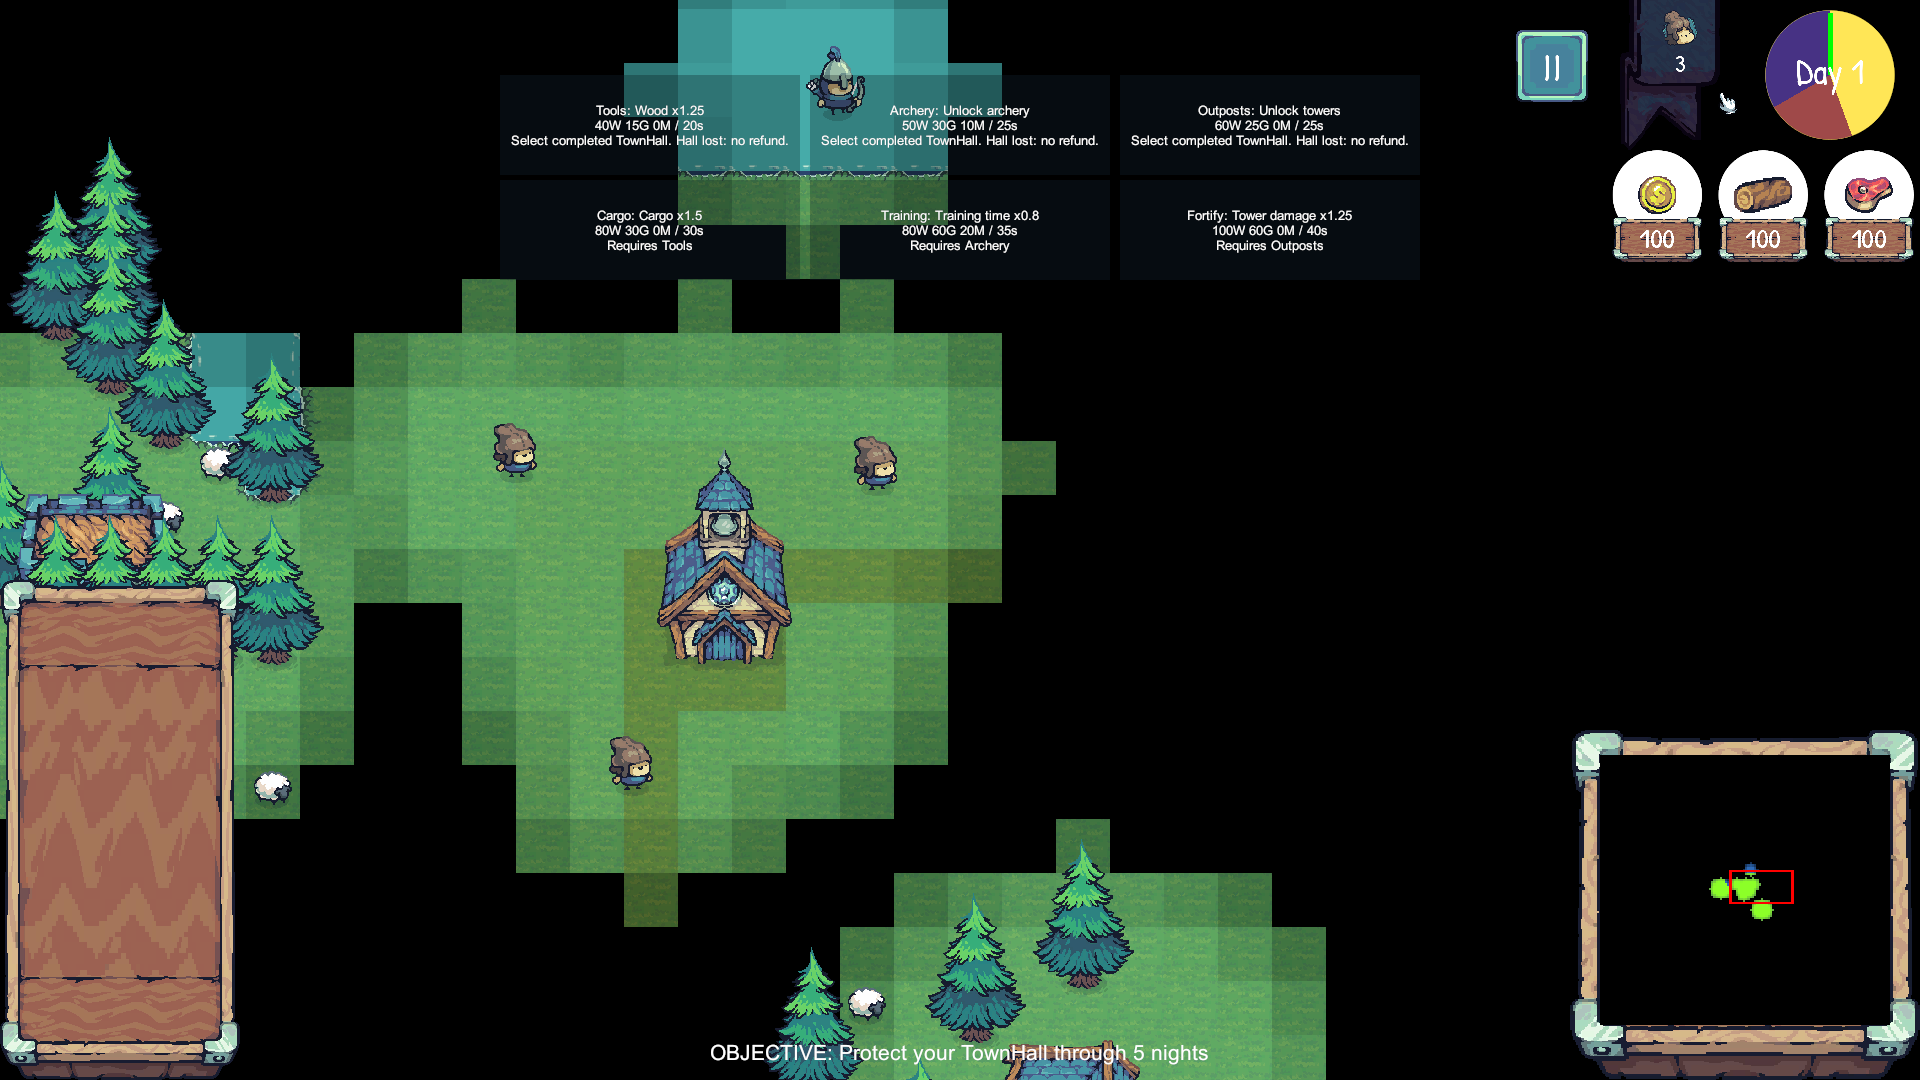 3
Day 1
Tools: Wood x1.25
40W 15G 0M / 20s
Select completed TownHall. Hall lost: no refund.
Archery: Unlock archery
50W 30G 10M / 25s
Select completed TownHall. Hall lost: no refund.
Outposts: Unlock towers
60W 25G 0M / 25s
Select completed TownHall. Hall lost: no refund.
Cargo: Cargo x1.5
80W 30G 0M / 30s
Requires Tools
Training: Training time x0.8
80W 60G 20M / 35s
Requires Archery
Fortify: Tower damage x1.25
100W 60G 0M / 40s
Requires Outposts
100
100
100
OBJECTIVE: Protect your TownHall through 5 nights